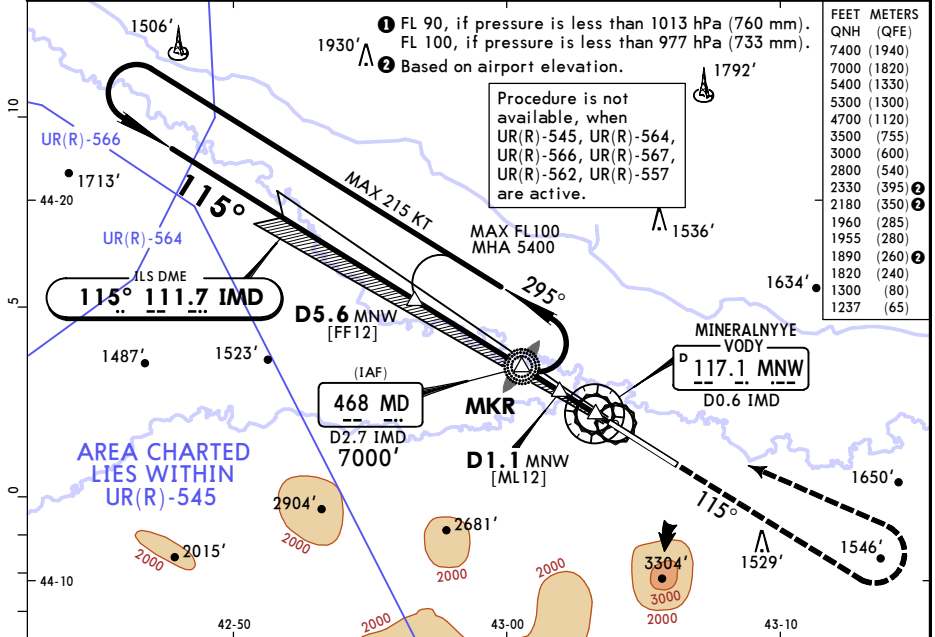 1506'
1930'
❶ FL 90, if pressure is less than 1013 hPa (760 mm).
FL 100, if pressure is less than 977 hPa (733 mm).
❷ Based on airport elevation.
1792'
FEET METERS
QNH (QFE)
7400 (1940)
7000 (1820)
5400 (1330)
5300 (1300)
4700 (1120)
3500 (755)
3000 (600)
2800 (540)
2330 (395) ❷
2180 (350) ❷
1960 (285)
1955 (280)
1890 (260) ❷
1820 (240)
1300 (80)
1237 (65)
Procedure is not
available, when
UR(R)-545, UR(R)-564,
UR(R)-566, UR(R)-567,
UR(R)-562, UR(R)-557
are active.
10
UR(R)-566
1713'
44-20
115°
MAX 215 KT
UR(R)-564
MAX FL100
MHA 5400
1536'
1634'
ILS DME
115° 111.7 IMD
295°
5
D5.6 MNW
[FF12]
MINERALNYYE
VODY
D 117.1 MNW
D0.6 IMD
1487'
1523'
(IAF)
468 MD
D2.7 IMD
7000'
MKR
D1.1 MNW
[ML12]
AREA CHARTED
LIES WITHIN
UR(R)-545
0
2904'
2000
2681'
2000
2015'
2000
115°
1650'
1529'
1546'
3304'
3000
2000
2000
2000
44-10
42-50
43-00
43-10